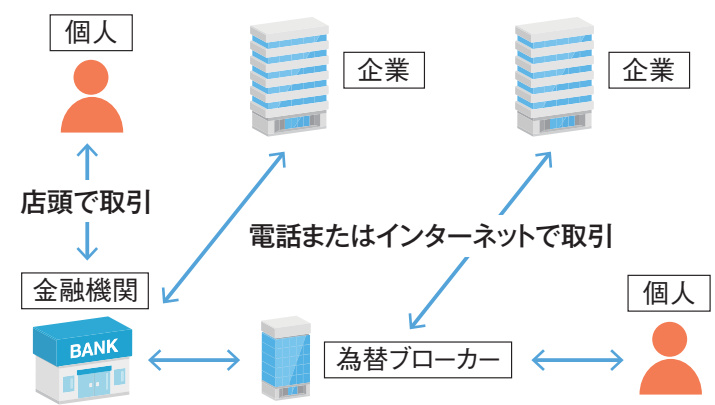 個人
企業
企業
店頭で取引
電話またはインターネットで取引
金融機関
個人
BANK
為替ブローカー